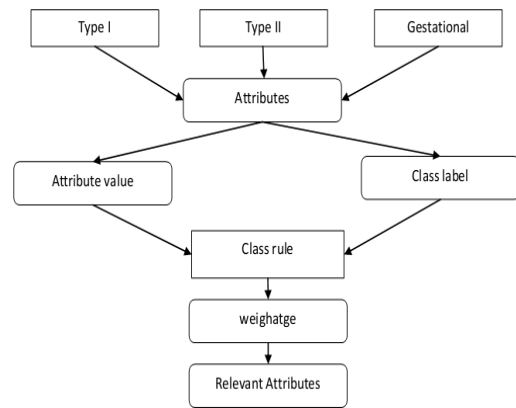 Type I
Type II
Gestational
Attributes
Attribute value
Class label
Class rule
weighatge
Relevant Attributes